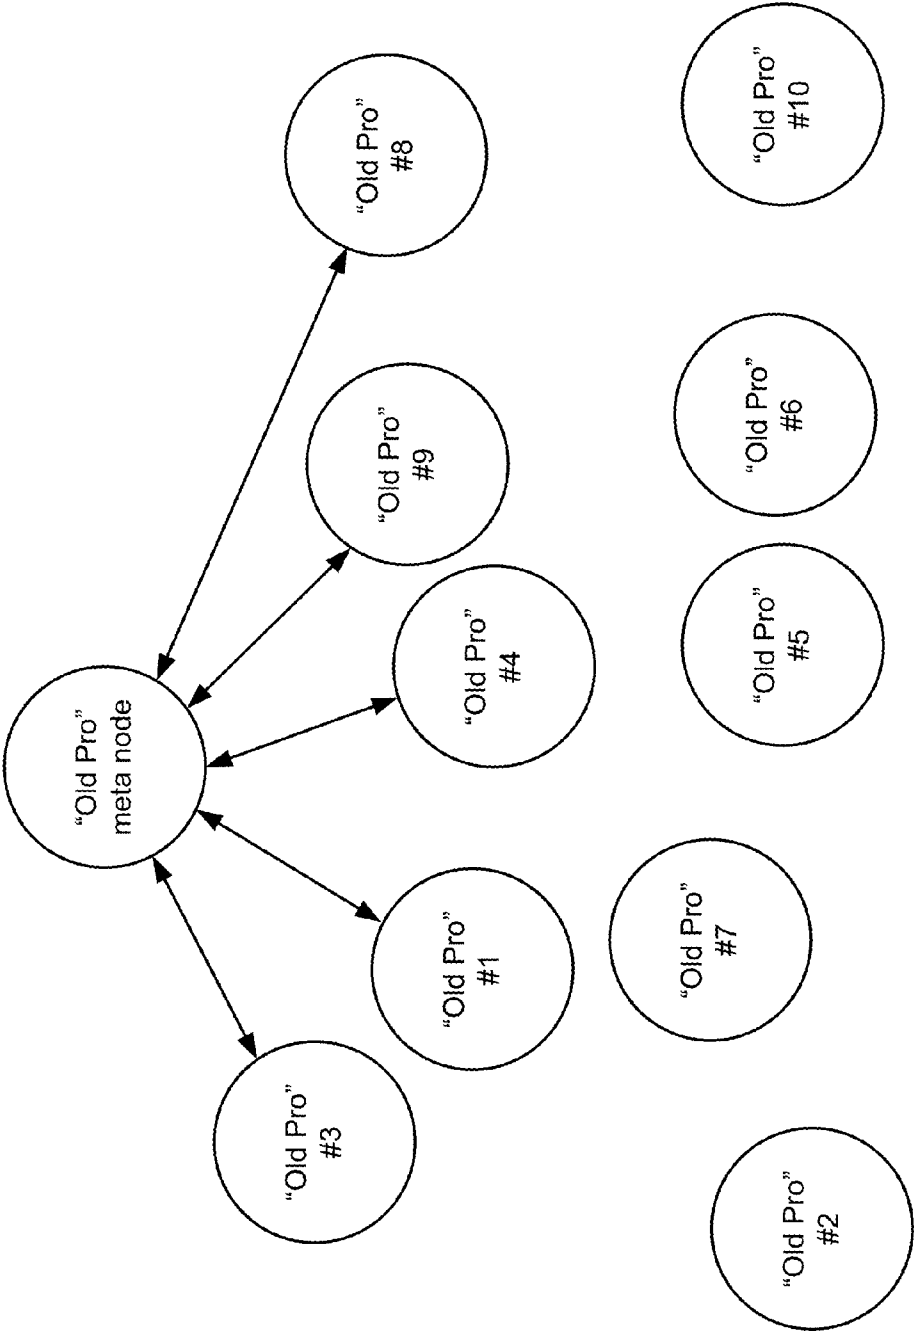 “Old Pro”
meta node
“Old Pro”
#3
“Old Pro”
#1
“Old Pro”
#4
“Old Pro”
#9
“Old Pro”
#8
“Old Pro”
#2
“Old Pro”
#7
“Old Pro”
#5
“Old Pro”
#6
“Old Pro”
#10